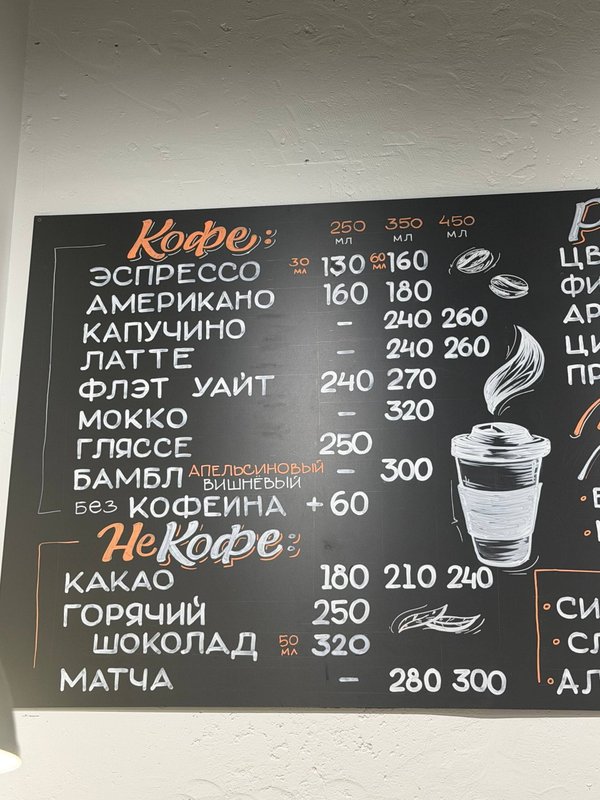 Кофе: 250 мл 350 мл 450 мл
ЭСПРЕССО 30 мл 130 60 мл 160
АМЕРИКАНО 160 180
КАПУЧИНО – 240 260
ЛАТТЕ – 240 260
ФЛЭТ УАЙТ 240 270
МОККО – 320
ГЛЯССЕ 250
БАМБЛ АПЕЛЬСИНОВЫЙ ВИШНЁВЫЙ – 300
без КОФЕИНА +60
НеКофе:
КАКАО 180 210 240
ГОРЯЧИЙ 250
ШОКОЛАД 50 мл 320
МАТЧА – 280 300